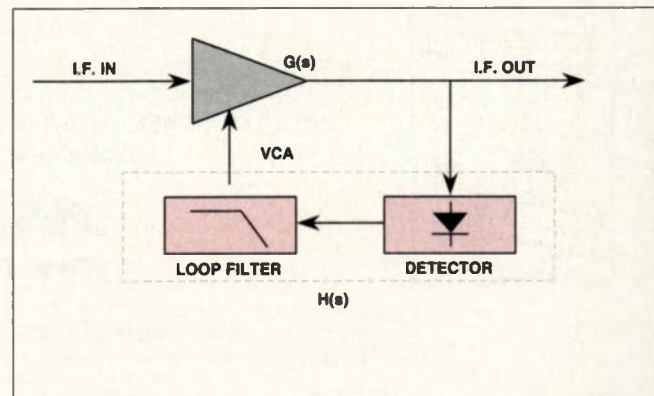 G(s)
I.F. IN
I.F. OUT
VCA
LOOP FILTER
DETECTOR
H(s)